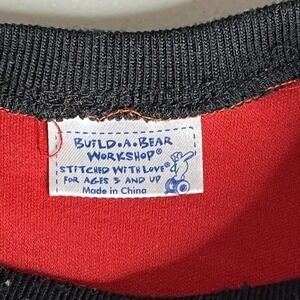 BUILD•A•BEAR
WORKSHOP®
STITCHED WITH LOVE®
FOR AGES 3 AND UP
Made in China